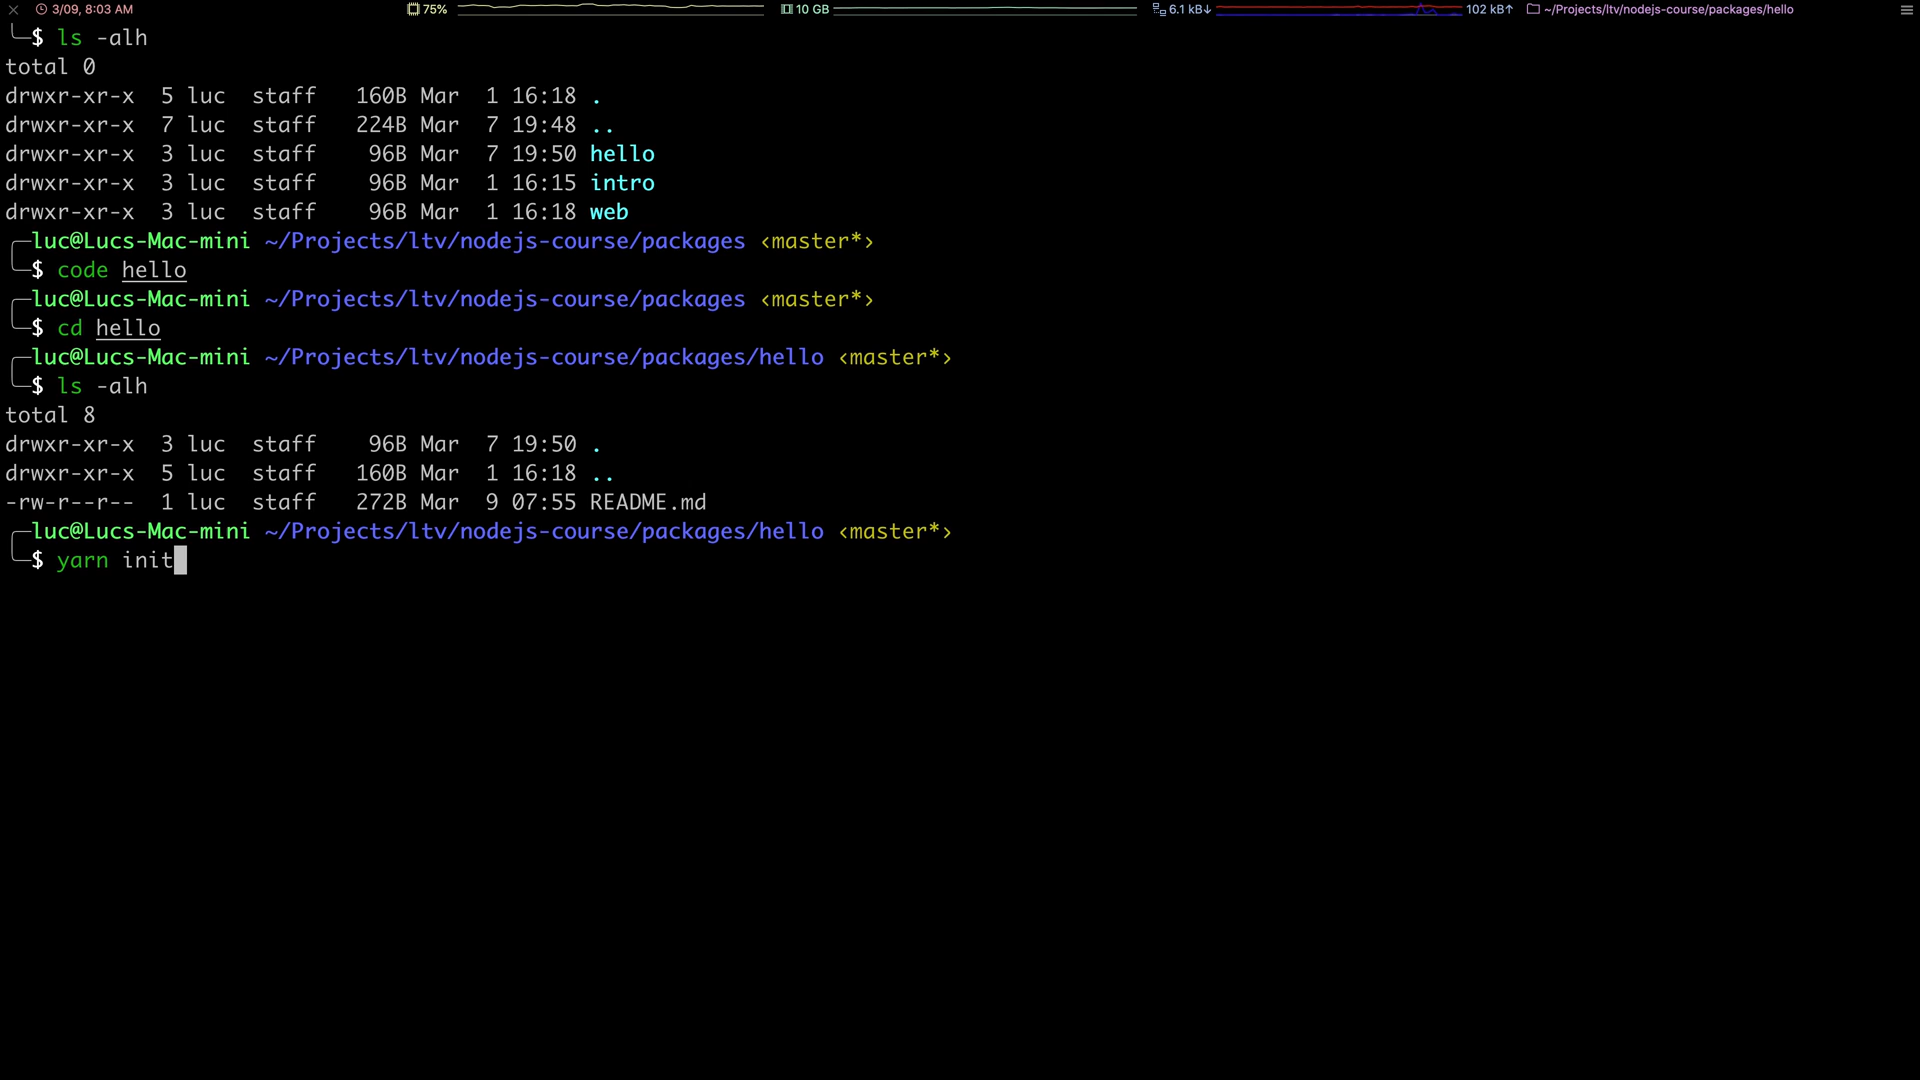 3/09, 8:03 AM 75% 10 GB 6.1 kB↓ 102 kB↑ ~/Projects/ltv/nodejs-course/packages/hello
$ ls -alh
total 0
drwxr-xr-x  5 luc  staff   160B Mar  1 16:18 .
drwxr-xr-x  7 luc  staff   224B Mar  7 19:48 ..
drwxr-xr-x  3 luc  staff    96B Mar  7 19:50 hello
drwxr-xr-x  3 luc  staff    96B Mar  1 16:15 intro
drwxr-xr-x  3 luc  staff    96B Mar  1 16:18 web
luc@Lucs-Mac-mini ~/Projects/ltv/nodejs-course/packages ‹master*›
$ code hello
luc@Lucs-Mac-mini ~/Projects/ltv/nodejs-course/packages ‹master*›
$ cd hello
luc@Lucs-Mac-mini ~/Projects/ltv/nodejs-course/packages/hello ‹master*›
$ ls -alh
total 8
drwxr-xr-x  3 luc  staff    96B Mar  7 19:50 .
drwxr-xr-x  5 luc  staff   160B Mar  1 16:18 ..
-rw-r--r--  1 luc  staff   272B Mar  9 07:55 README.md
luc@Lucs-Mac-mini ~/Projects/ltv/nodejs-course/packages/hello ‹master*›
$ yarn init